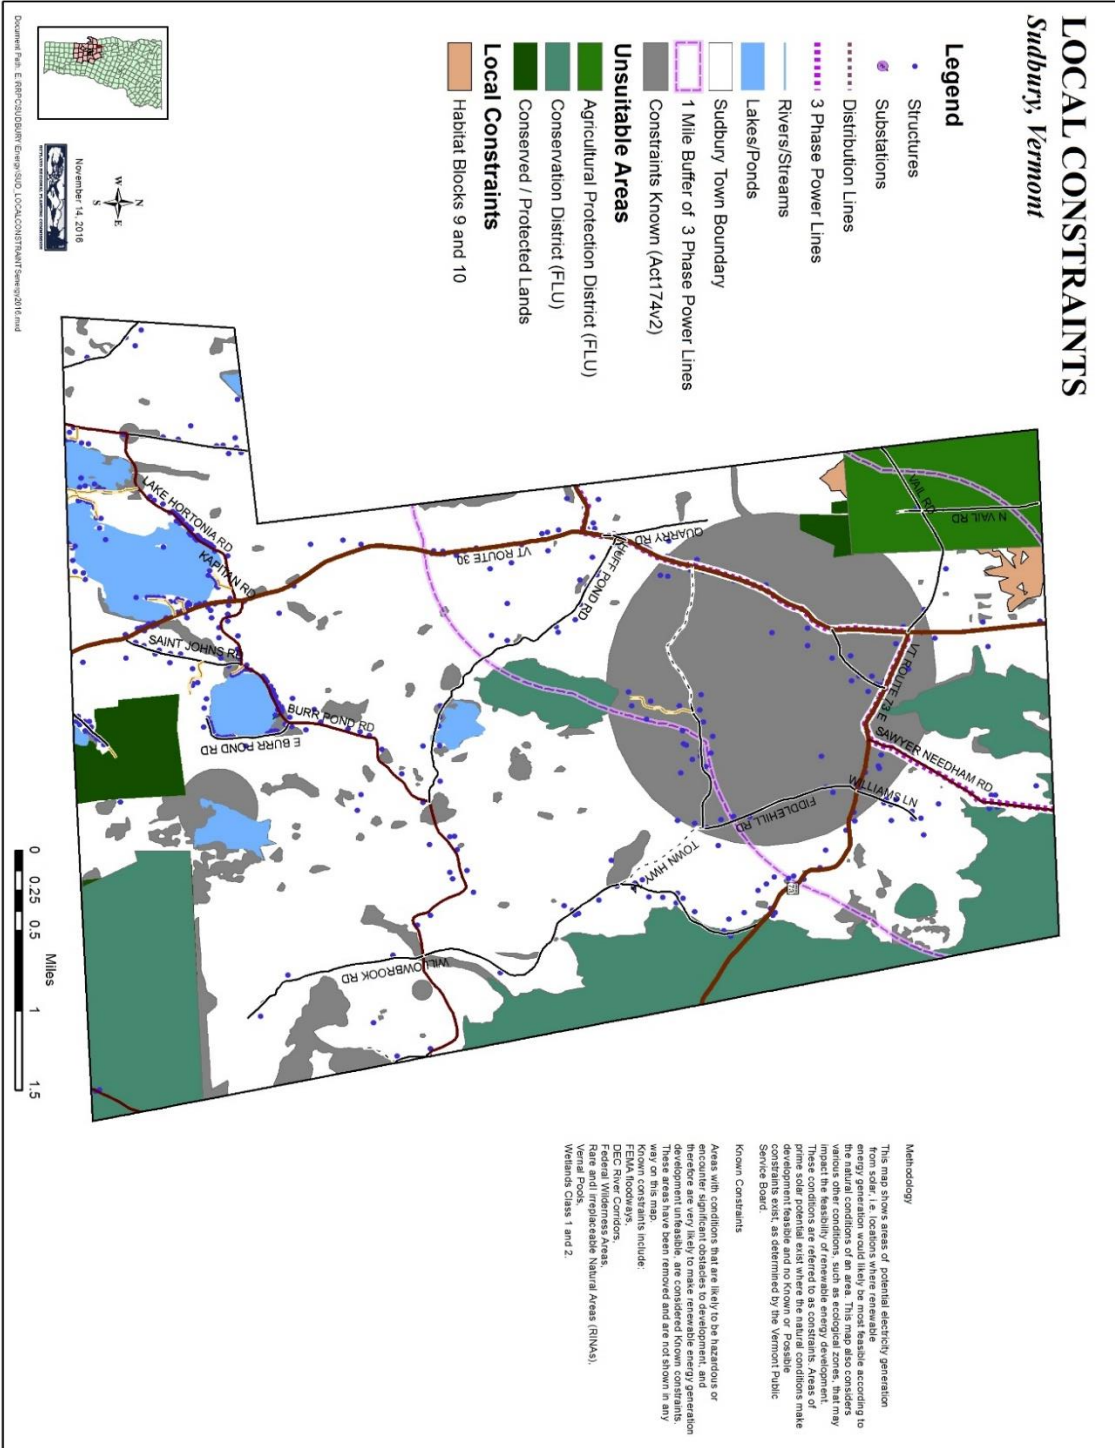 LOCAL CONSTRAINTS
Sudbury, Vermont
Legend
Structures
Substations
Distribution Lines
3 Phase Power Lines
Rivers/Streams
Lakes/Ponds
Sudbury Town Boundary
1 Mile Buffer of 3 Phase Power Lines
Constraints Known (Act174v2)
Unsuitable Areas
Agricultural Protection District (FLU)
Conservation District (FLU)
Conserved / Protected Lands
Local Constraints
Habitat Blocks 9 and 10
N
W
E
S
November 14, 2016
N VAIL RD
VAIL RD
QUARRY RD
HUFF POND RD
VT ROUTE 30
VT ROUTE 73 E
SAWYER NEEDHAM RD
WILLIAMS LN
FIDDLEHILL RD
TOWN HWY
LAKE HORTONIA RD
KAPITAN RD
SAINT JOHNS RD
BURR POND RD
E BURR POND RD
WILLOWBROOK RD
0
0.25
0.5
1
1.5
Miles
Methodology
This map shows areas of potential electricity generation
from solar, i.e. locations where renewable
energy generation would likely be most feasible according to
the natural conditions of an area. This map also considers
various other conditions, such as ecological zones, that may
impact the feasibility of renewable energy development.
These conditions are referred to as constraints. Areas of
prime solar potential exist where the natural conditions make
development feasible and no Known or Possible
constraints exist, as determined by the Vermont Public
Service Board.
Known Constraints
Areas with conditions that are likely to be hazardous or
encounter significant obstacles to development, and
therefore are very likely to make renewable energy generation
development unfeasible, are considered Known constraints.
These areas have been removed and are not shown in any
way on this map.
Known constraints include:
FEMA floodways,
DEC River Corridors,
Federal Wilderness Areas,
Rare and Irreplaceable Natural Areas (RINAs),
Vernal Pools,
Wetlands Class 1 and 2.